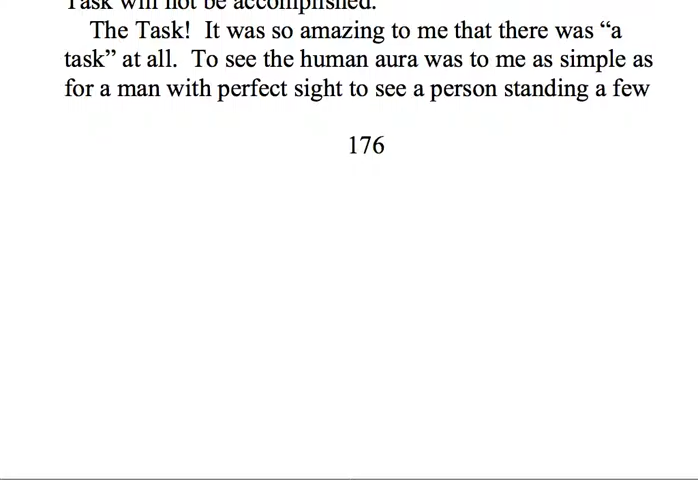 Task will not be accomplished.
The Task!  It was so amazing to me that there was “a
task” at all.  To see the human aura was to me as simple as
for a man with perfect sight to see a person standing a few
176